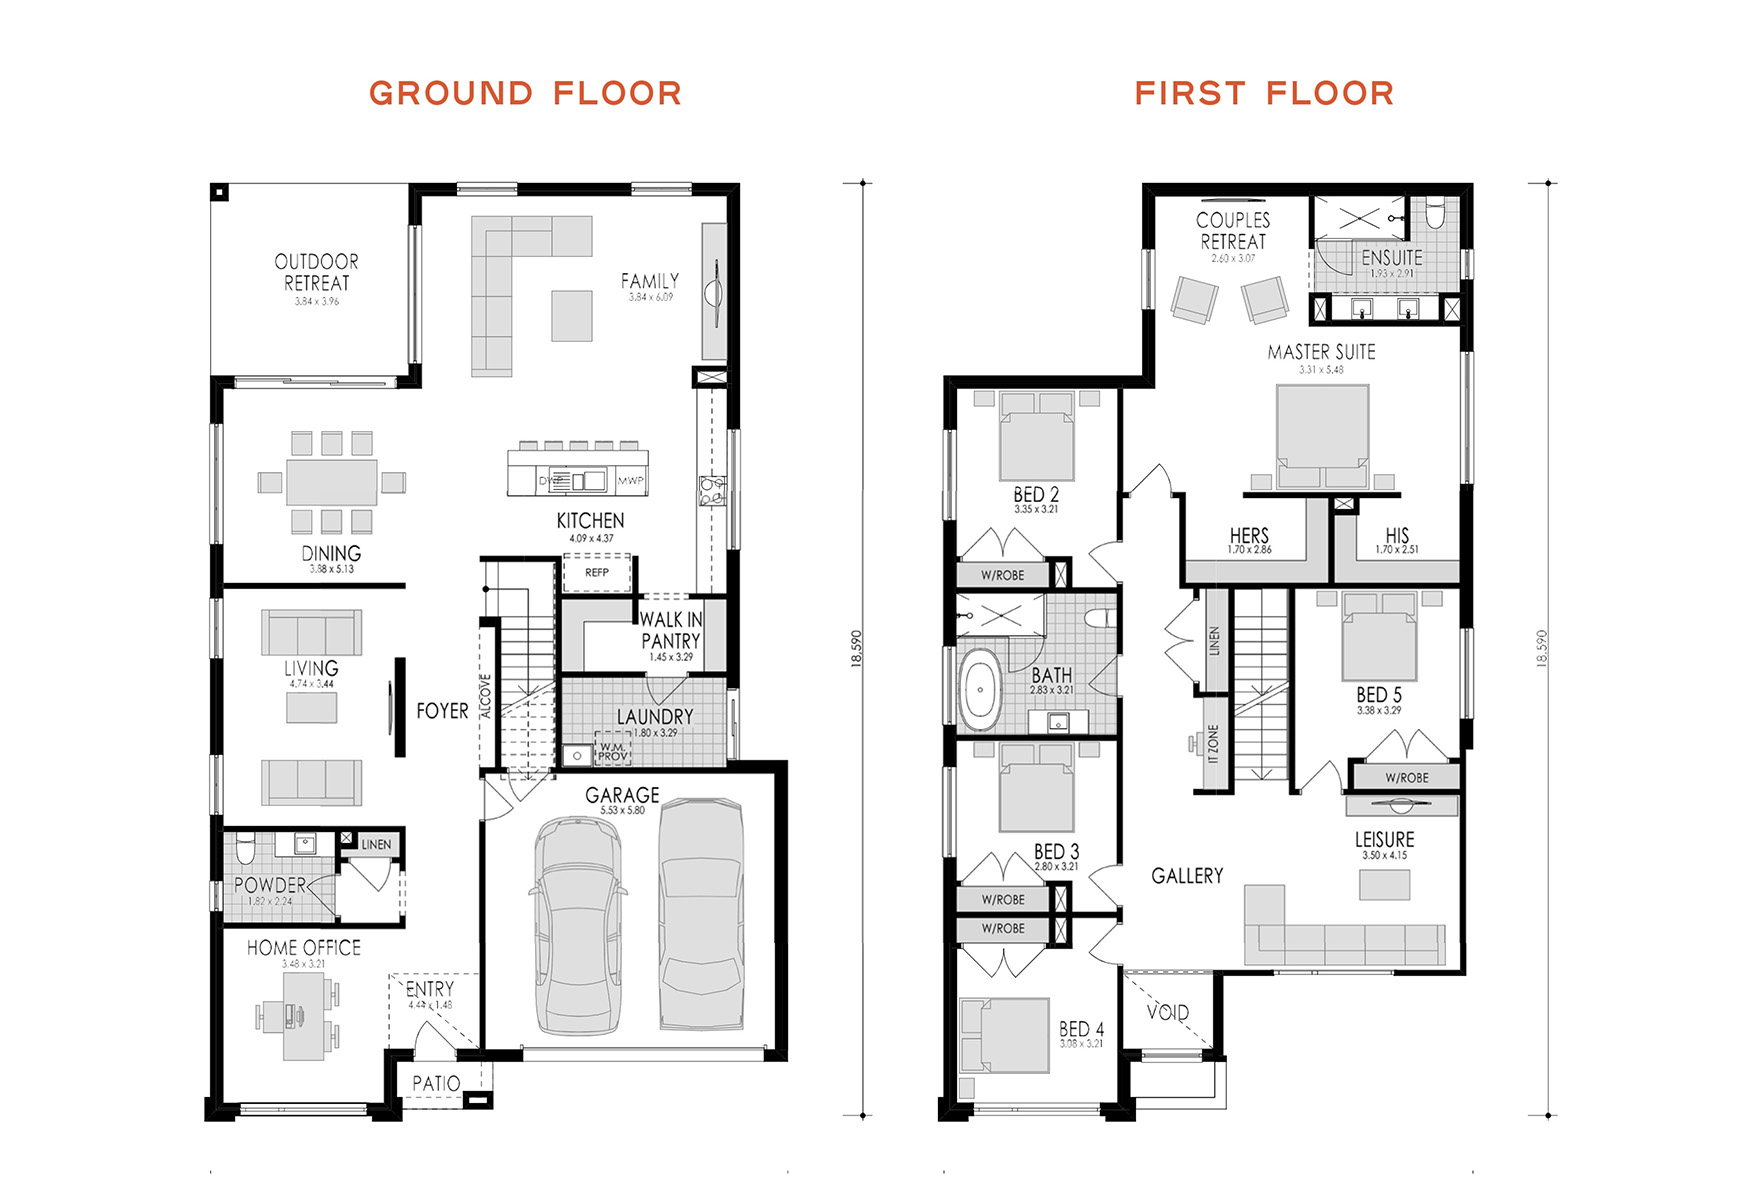 GROUND FLOOR
OUTDOOR
RETREAT
3.84 x 3.96
FAMILY
3.84 x 6.09
DWP
MWP
KITCHEN
4.09 x 4.37
REFP
DINING
3.88 x 5.13
WALK IN
PANTRY
1.45 x 3.29
LIVING
4.74 x 3.44
FOYER
ALCOVE
LAUNDRY
1.80 x 3.29
W.M.
PROV
GARAGE
5.53 x 5.80
LINEN
POWDER
1.82 x 2.24
HOME OFFICE
3.48 x 3.21
ENTRY
4.44 x 1.48
PATIO
18,590
FIRST FLOOR
COUPLES
RETREAT
2.60 x 3.07
ENSUITE
1.93 x 2.91
MASTER SUITE
3.31 x 5.48
BED 2
3.35 x 3.21
W/ROBE
HERS
1.70 x 2.86
HIS
1.70 x 2.51
LINEN
BATH
2.83 x 3.21
IT ZONE
BED 5
3.38 x 3.29
W/ROBE
BED 3
2.80 x 3.21
W/ROBE
LEISURE
3.50 x 4.15
GALLERY
W/ROBE
BED 4
3.08 x 3.21
VOID
18,590